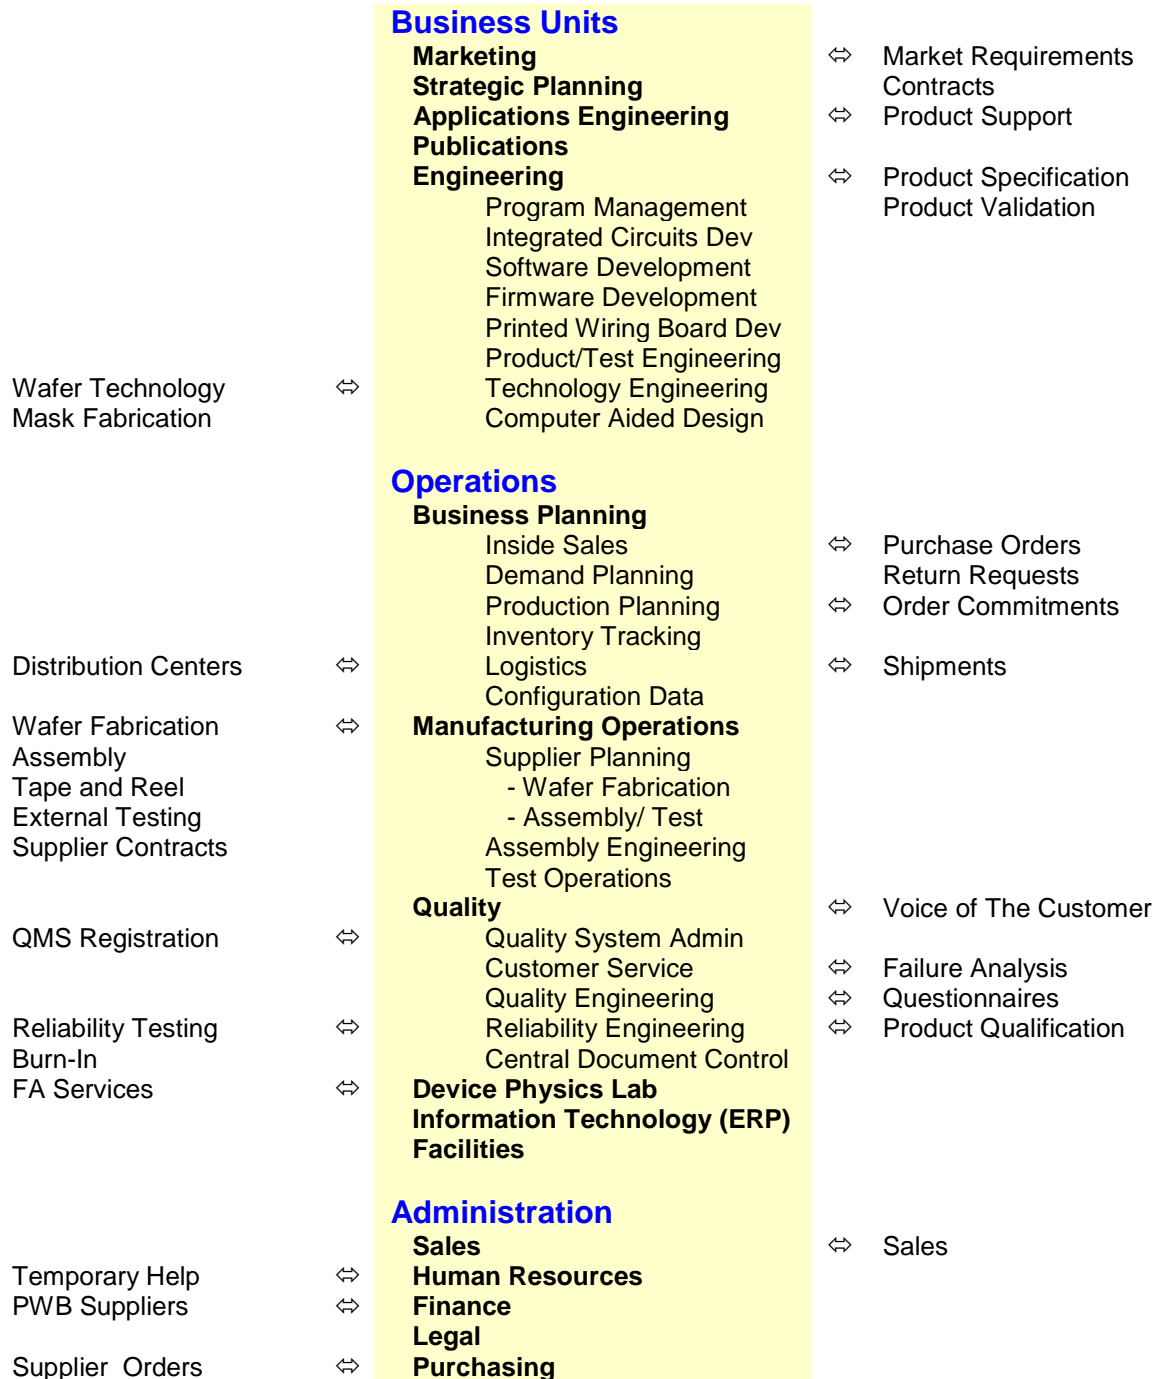 Business Units
Marketing ⬄ Market Requirements
Strategic Planning Contracts
Applications Engineering ⬄ Product Support
Publications
Engineering ⬄ Product Specification
Program Management Product Validation
Integrated Circuits Dev
Software Development
Firmware Development
Printed Wiring Board Dev
Product/Test Engineering
Wafer Technology ⬄ Technology Engineering
Mask Fabrication Computer Aided Design
Operations
Business Planning
Inside Sales ⬄ Purchase Orders
Demand Planning Return Requests
Production Planning ⬄ Order Commitments
Inventory Tracking
Distribution Centers ⬄ Logistics ⬄ Shipments
Configuration Data
Wafer Fabrication ⬄ Manufacturing Operations
Assembly Supplier Planning
Tape and Reel - Wafer Fabrication
External Testing - Assembly/ Test
Supplier Contracts Assembly Engineering
Test Operations
Quality ⬄ Voice of The Customer
QMS Registration ⬄ Quality System Admin
Customer Service ⬄ Failure Analysis
Quality Engineering ⬄ Questionnaires
Reliability Testing ⬄ Reliability Engineering ⬄ Product Qualification
Burn-In Central Document Control
FA Services ⬄ Device Physics Lab
Information Technology (ERP)
Facilities
Administration
Sales ⬄ Sales
Temporary Help ⬄ Human Resources
PWB Suppliers ⬄ Finance
Legal
Supplier Orders ⬄ Purchasing